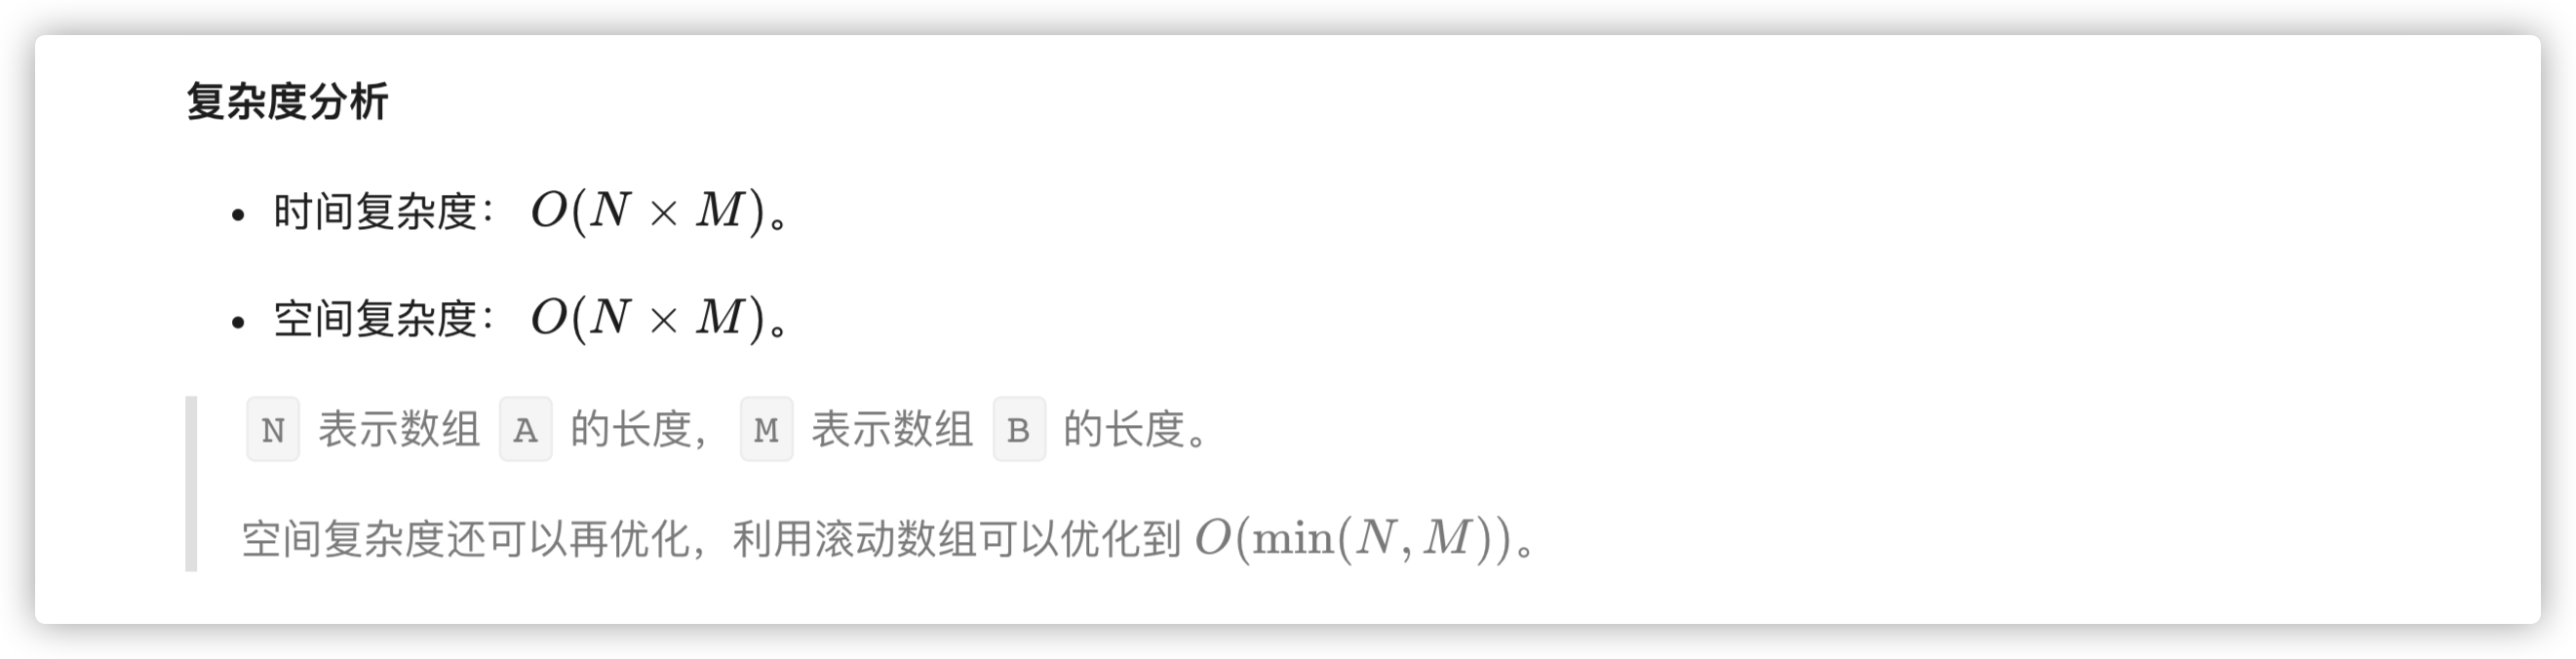 复杂度分析
• 时间复杂度： O(N × M)。
• 空间复杂度： O(N × M)。
N 表示数组 A 的长度， M 表示数组 B 的长度。
空间复杂度还可以再优化，利用滚动数组可以优化到 O(min(N, M))。